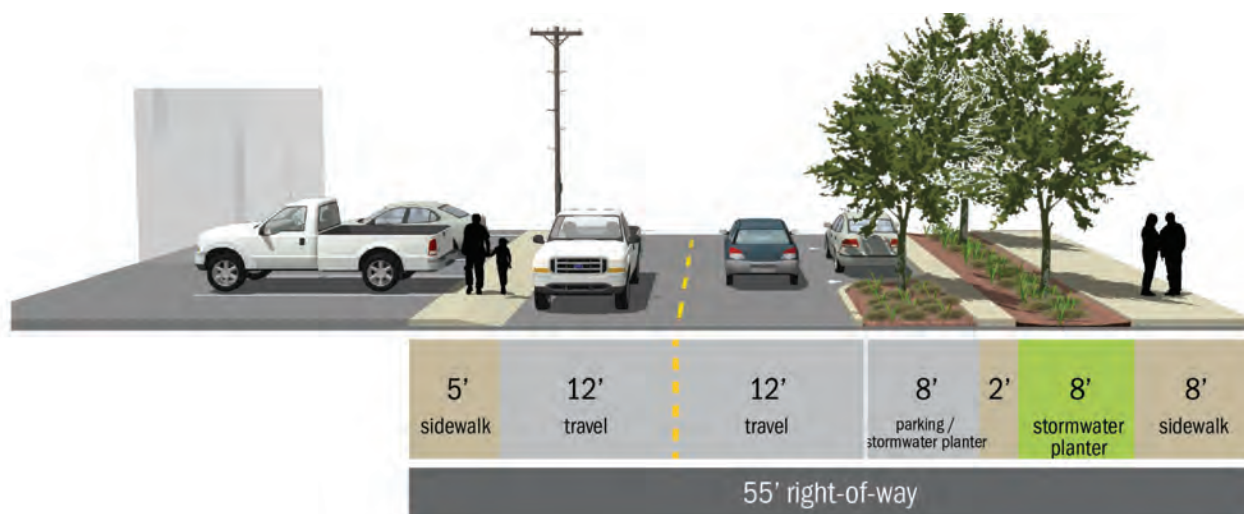 5’
sidewalk
12’
travel
12’
travel
8’
parking /
stormwater planter
2’
8’
stormwater
planter
8’
sidewalk
55’ right-of-way